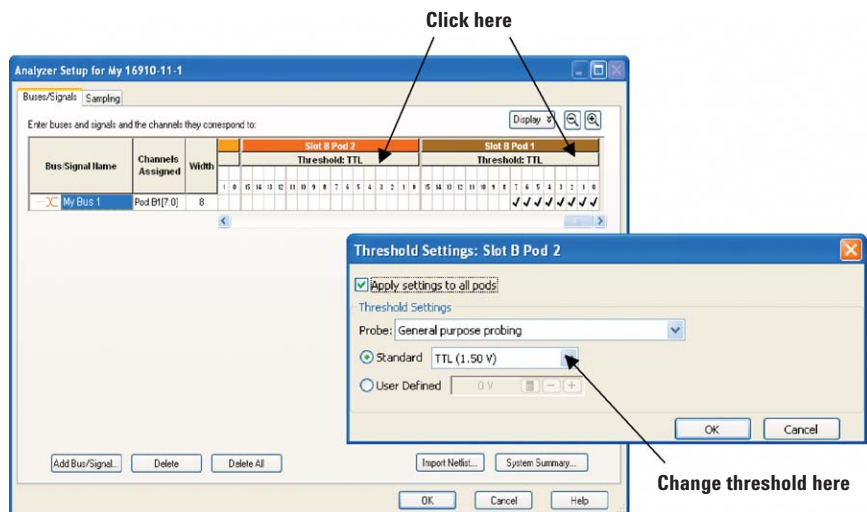 Click here
Analyzer Setup for My 16910-11-1
Buses/Signals Sampling
Enter buses and signals and the channels they correspond to:
Display
Bus/Signal Name
Channels Assigned
Width
Slot B Pod 2
Threshold: TTL
Slot B Pod 1
Threshold: TTL
1 0 15 14 13 12 11 10 9 8 7 6 5 4 3 2 1 0 15 14 13 12 11 10 9 8 7 6 5 4 3 2 1 0
My Bus 1 Pod B1[7:0] 8
Threshold Settings: Slot B Pod 2
Apply settings to all pods
Threshold Settings
Probe: General purpose probing
Standard TTL (1.50 V)
User Defined 0 V
OK Cancel
Change threshold here
Add Bus/Signal... Delete Delete All Import Netlist... System Summary...
OK Cancel Help